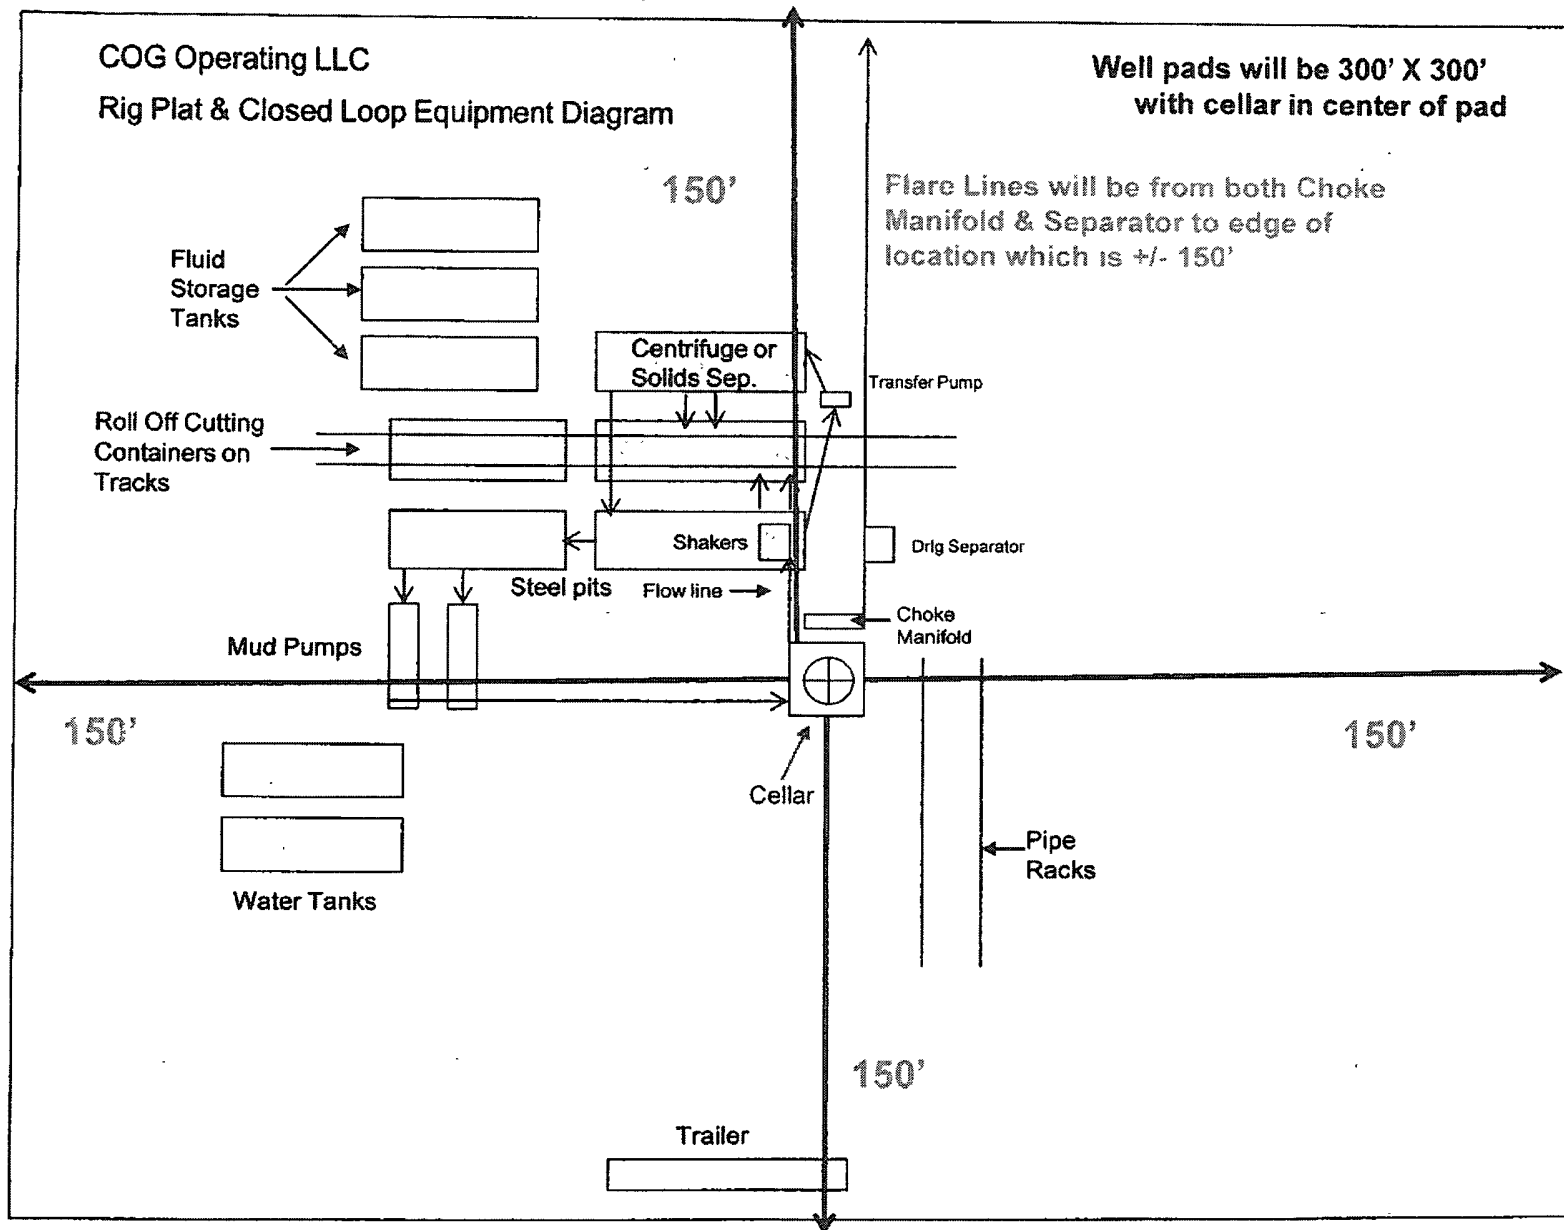 COG Operating LLC
Rig Plat & Closed Loop Equipment Diagram
Well pads will be 300' X 300'
with cellar in center of pad
150'
Flare Lines will be from both Choke
Manifold & Separator to edge of
location which is +/- 150'
Fluid
Storage
Tanks
Centrifuge or
Solids Sep.
Transfer Pump
Roll Off Cutting
Containers on
Tracks
Shakers
Drlg Separator
Steel pits
Flow line
Choke
Manifold
Mud Pumps
150'
150'
Cellar
Pipe
Racks
Water Tanks
150'
Trailer